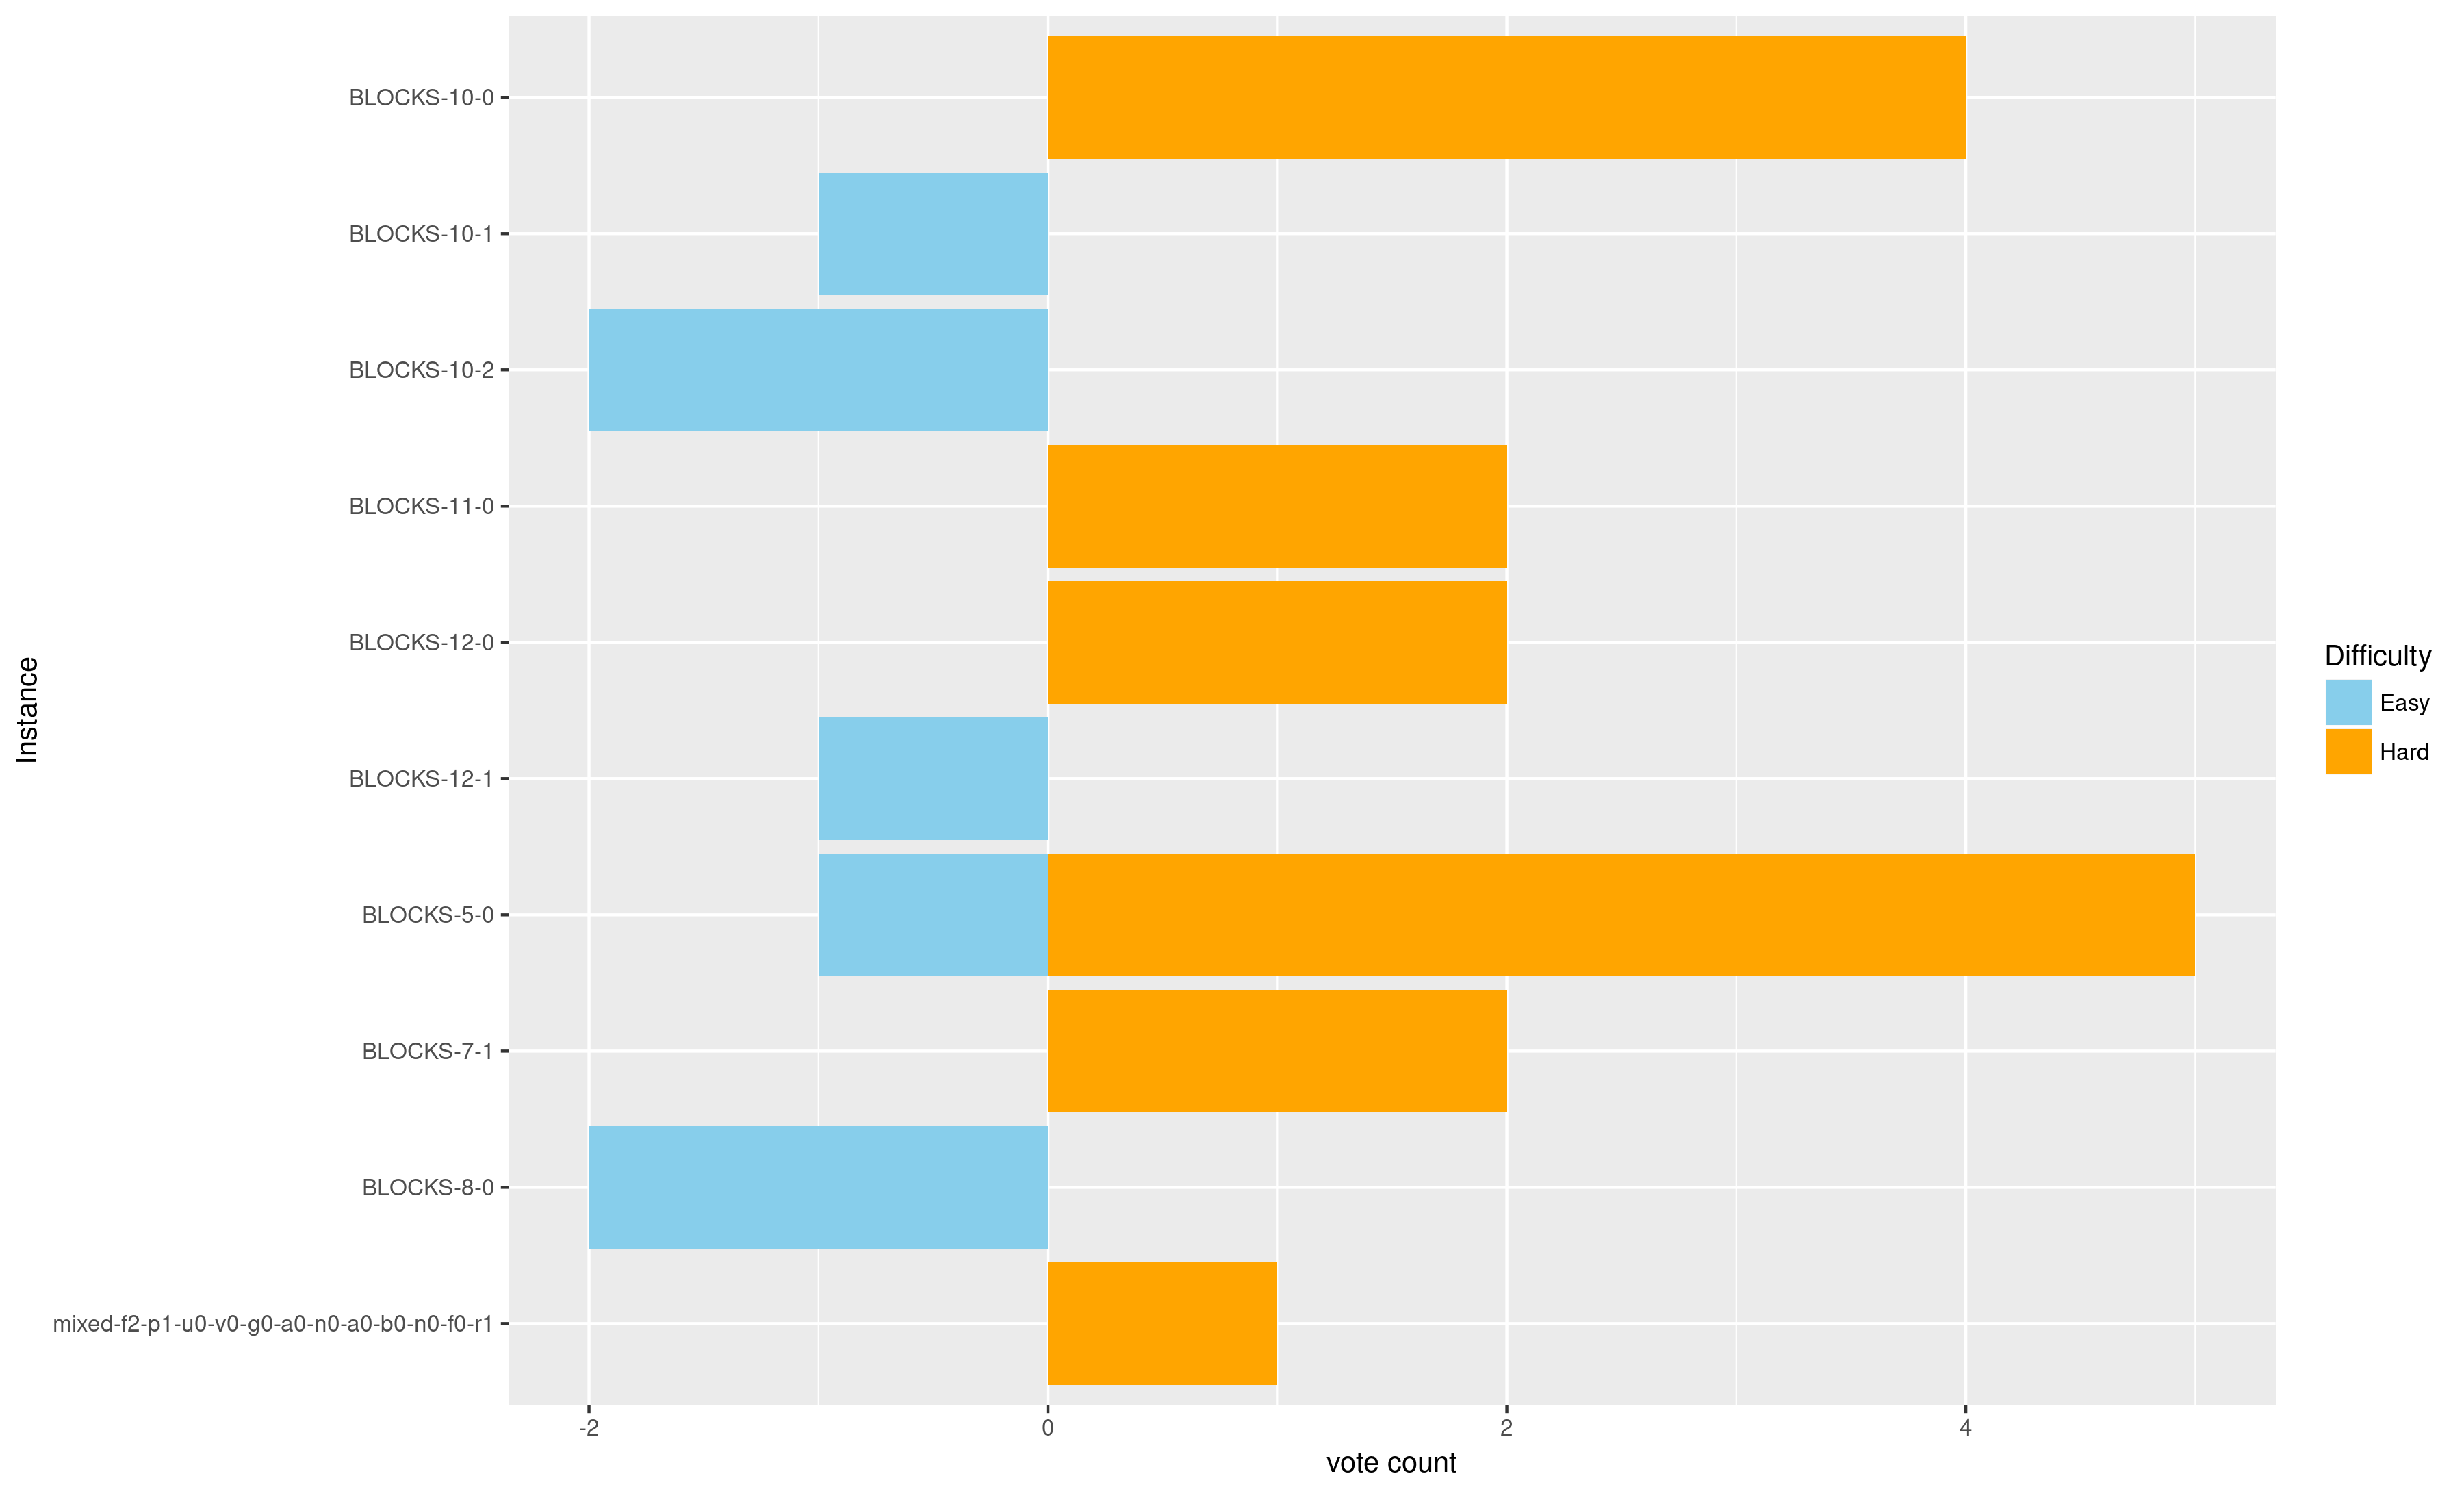 BLOCKS-10-0
BLOCKS-10-1
BLOCKS-10-2
BLOCKS-11-0
BLOCKS-12-0
BLOCKS-12-1
BLOCKS-5-0
BLOCKS-7-1
BLOCKS-8-0
mixed-f2-p1-u0-v0-g0-a0-n0-a0-b0-n0-f0-r1
Instance
-2 0 2 4
vote count
Difficulty
Easy
Hard